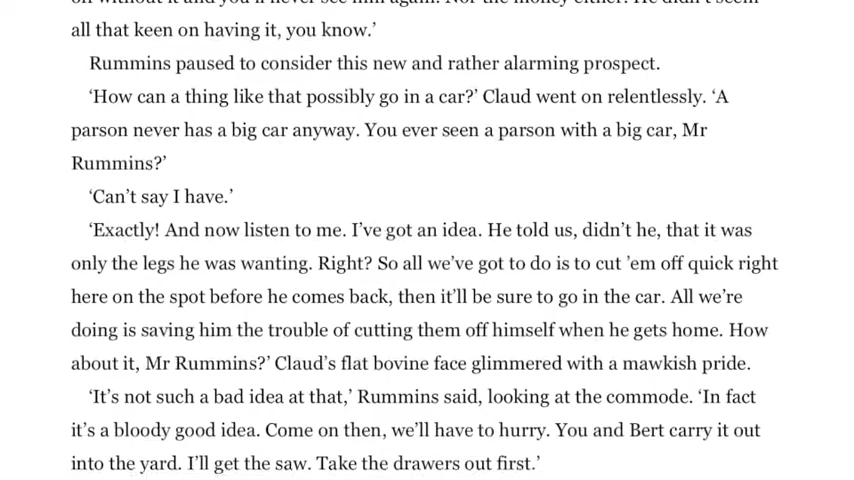 all that keen on having it, you know.’
Rummins paused to consider this new and rather alarming prospect.
‘How can a thing like that possibly go in a car?’ Claud went on relentlessly. ‘A
parson never has a big car anyway. You ever seen a parson with a big car, Mr
Rummins?’
‘Can’t say I have.’
‘Exactly! And now listen to me. I’ve got an idea. He told us, didn’t he, that it was
only the legs he was wanting. Right? So all we’ve got to do is to cut ’em off quick right
here on the spot before he comes back, then it’ll be sure to go in the car. All we’re
doing is saving him the trouble of cutting them off himself when he gets home. How
about it, Mr Rummins?’ Claud’s flat bovine face glimmered with a mawkish pride.
‘It’s not such a bad idea at that,’ Rummins said, looking at the commode. ‘In fact
it’s a bloody good idea. Come on then, we’ll have to hurry. You and Bert carry it out
into the yard. I’ll get the saw. Take the drawers out first.’